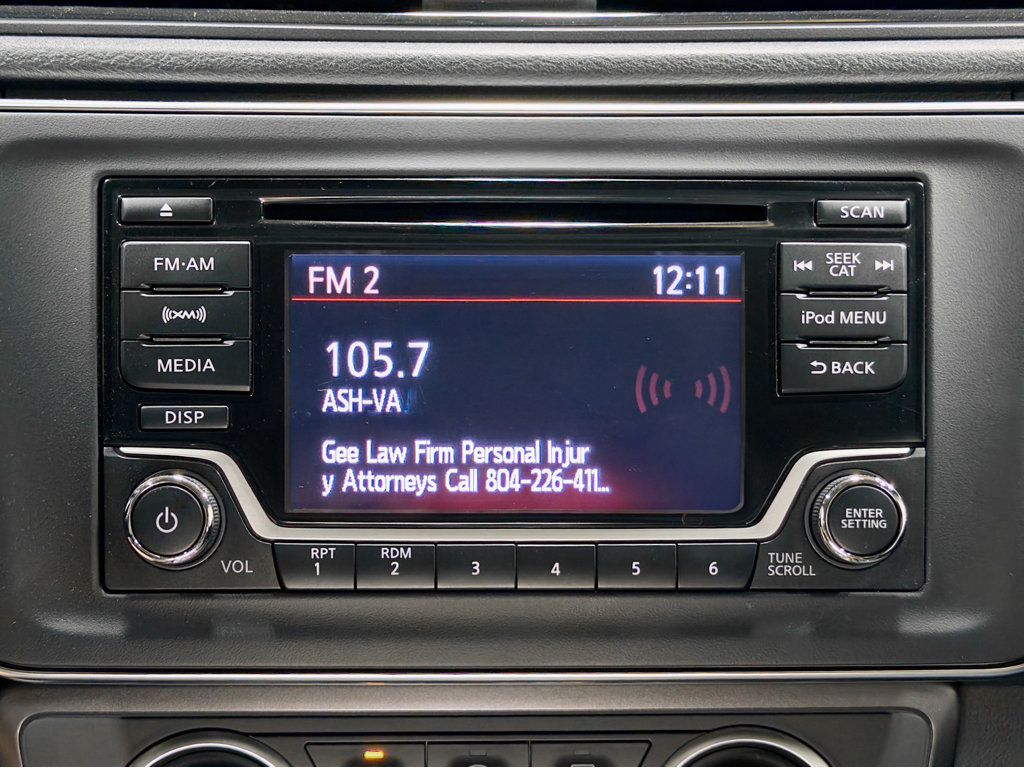 SCAN
FM·AM
SEEK
CAT
((XM))
iPod MENU
MEDIA
BACK
DISP
FM 2 12:11
105.7
ASH-VA
Gee Law Firm Personal Injur
y Attorneys Call 804-226-411...
VOL
RPT
1
RDM
2
3
4
5
6
TUNE
SCROLL
ENTER
SETTING